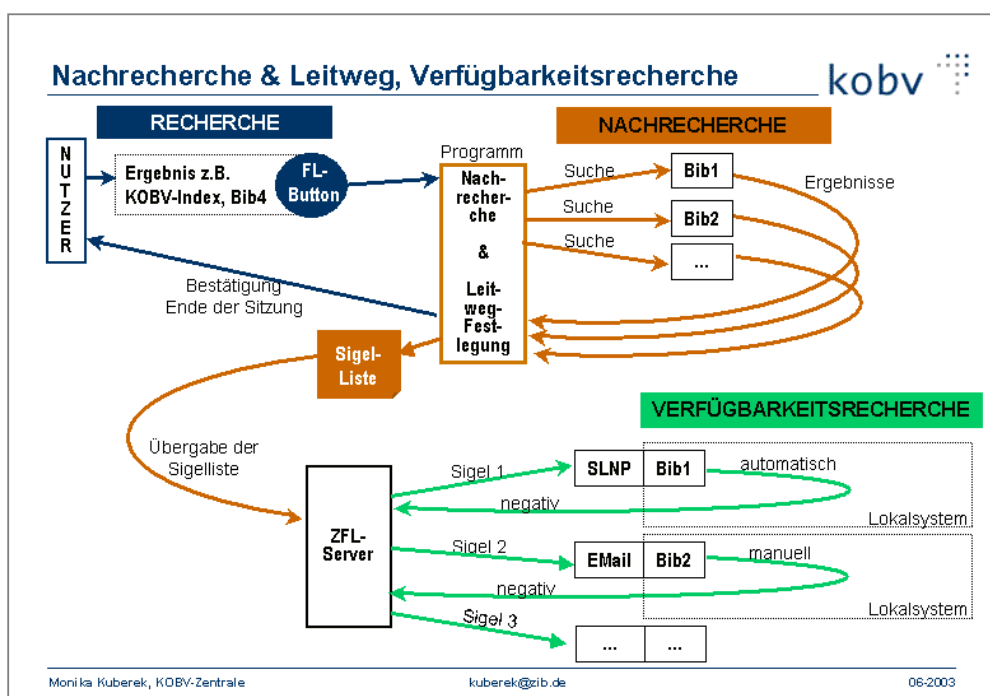 Nachrecherche & Leitweg, Verfügbarkeitsrecherche
kobv
RECHERCHE
NACHRECHERCHE
NUTZER
Ergebnis z.B.
KOBV-Index, Bib4
FL-
Button
Programm
Nach-
recher-
che
&
Leit-
weg-
Fest-
legung
Suche
Bib1
Suche
Bib2
Suche
...
Ergebnisse
Bestätigung
Ende der Sitzung
Sigel-
Liste
Übergabe der
Sigelliste
VERFÜGBARKEITSRECHERCHE
ZFL-
Server
Sigel 1
SLNP
Bib1
automatisch
negativ
Lokalsystem
Sigel 2
EMail
Bib2
manuell
negativ
Lokalsystem
Sigel 3
...
...
Monika Kuberek, KOBV-Zentrale
kuberek@zib.de
06-2003